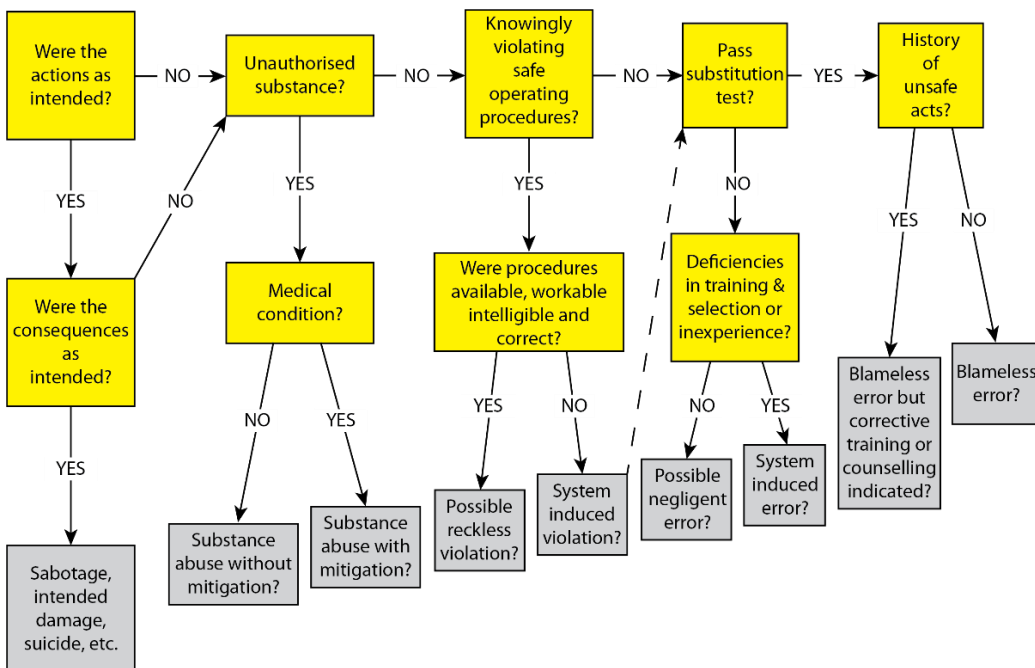 Were the
actions as
intended?
NO
Unauthorised
substance?
NO
Knowingly
violating
safe
operating
procedures?
NO
Pass
substitution
test?
YES
History
of
unsafe
acts?
YES
NO
YES
YES
NO
YES
NO
Were the
consequences
as
intended?
Medical
condition?
Were procedures
available, workable
intelligible and
correct?
Deficiencies
in training &
selection or
inexperience?
Blameless
error but
corrective
training or
counselling
indicated?
Blameless
error?
YES
NO
YES
YES
NO
NO
YES
Sabotage,
intended
damage,
suicide, etc.
Substance
abuse without
mitigation?
Substance
abuse with
mitigation?
Possible
reckless
violation?
System
induced
violation?
Possible
negligent
error?
System
induced
error?